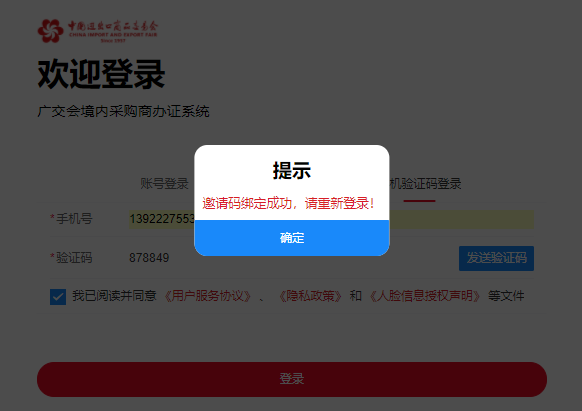 中国进出口商品交易会
CHINA IMPORT AND EXPORT FAIR
Since 1957
欢迎登录
广交会境内采购商办证系统
账号登录 机验证码登录
提示
邀请码绑定成功，请重新登录！
确定
*手机号 1392227553
*验证码 878849 发送验证码
我已阅读并同意 《用户服务协议》 、 《隐私政策》 和 《人脸信息授权声明》 等文件
登录